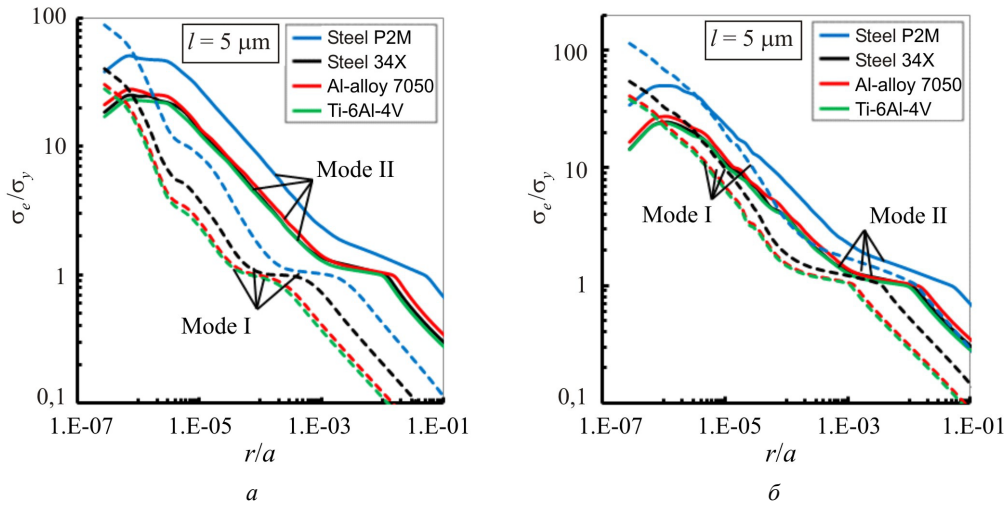 100
10
1
0,1
σe/σy
l = 5 μm
Steel P2M
Steel 34X
Al-alloy 7050
Ti-6Al-4V
Mode II
Mode I
1.E-07
1.E-05
1.E-03
1.E-01
r/a
а
100
10
1
0,1
σe/σy
l = 5 μm
Steel P2M
Steel 34X
Al-alloy 7050
Ti-6Al-4V
Mode I
Mode II
1.E-07
1.E-05
1.E-03
1.E-01
r/a
б